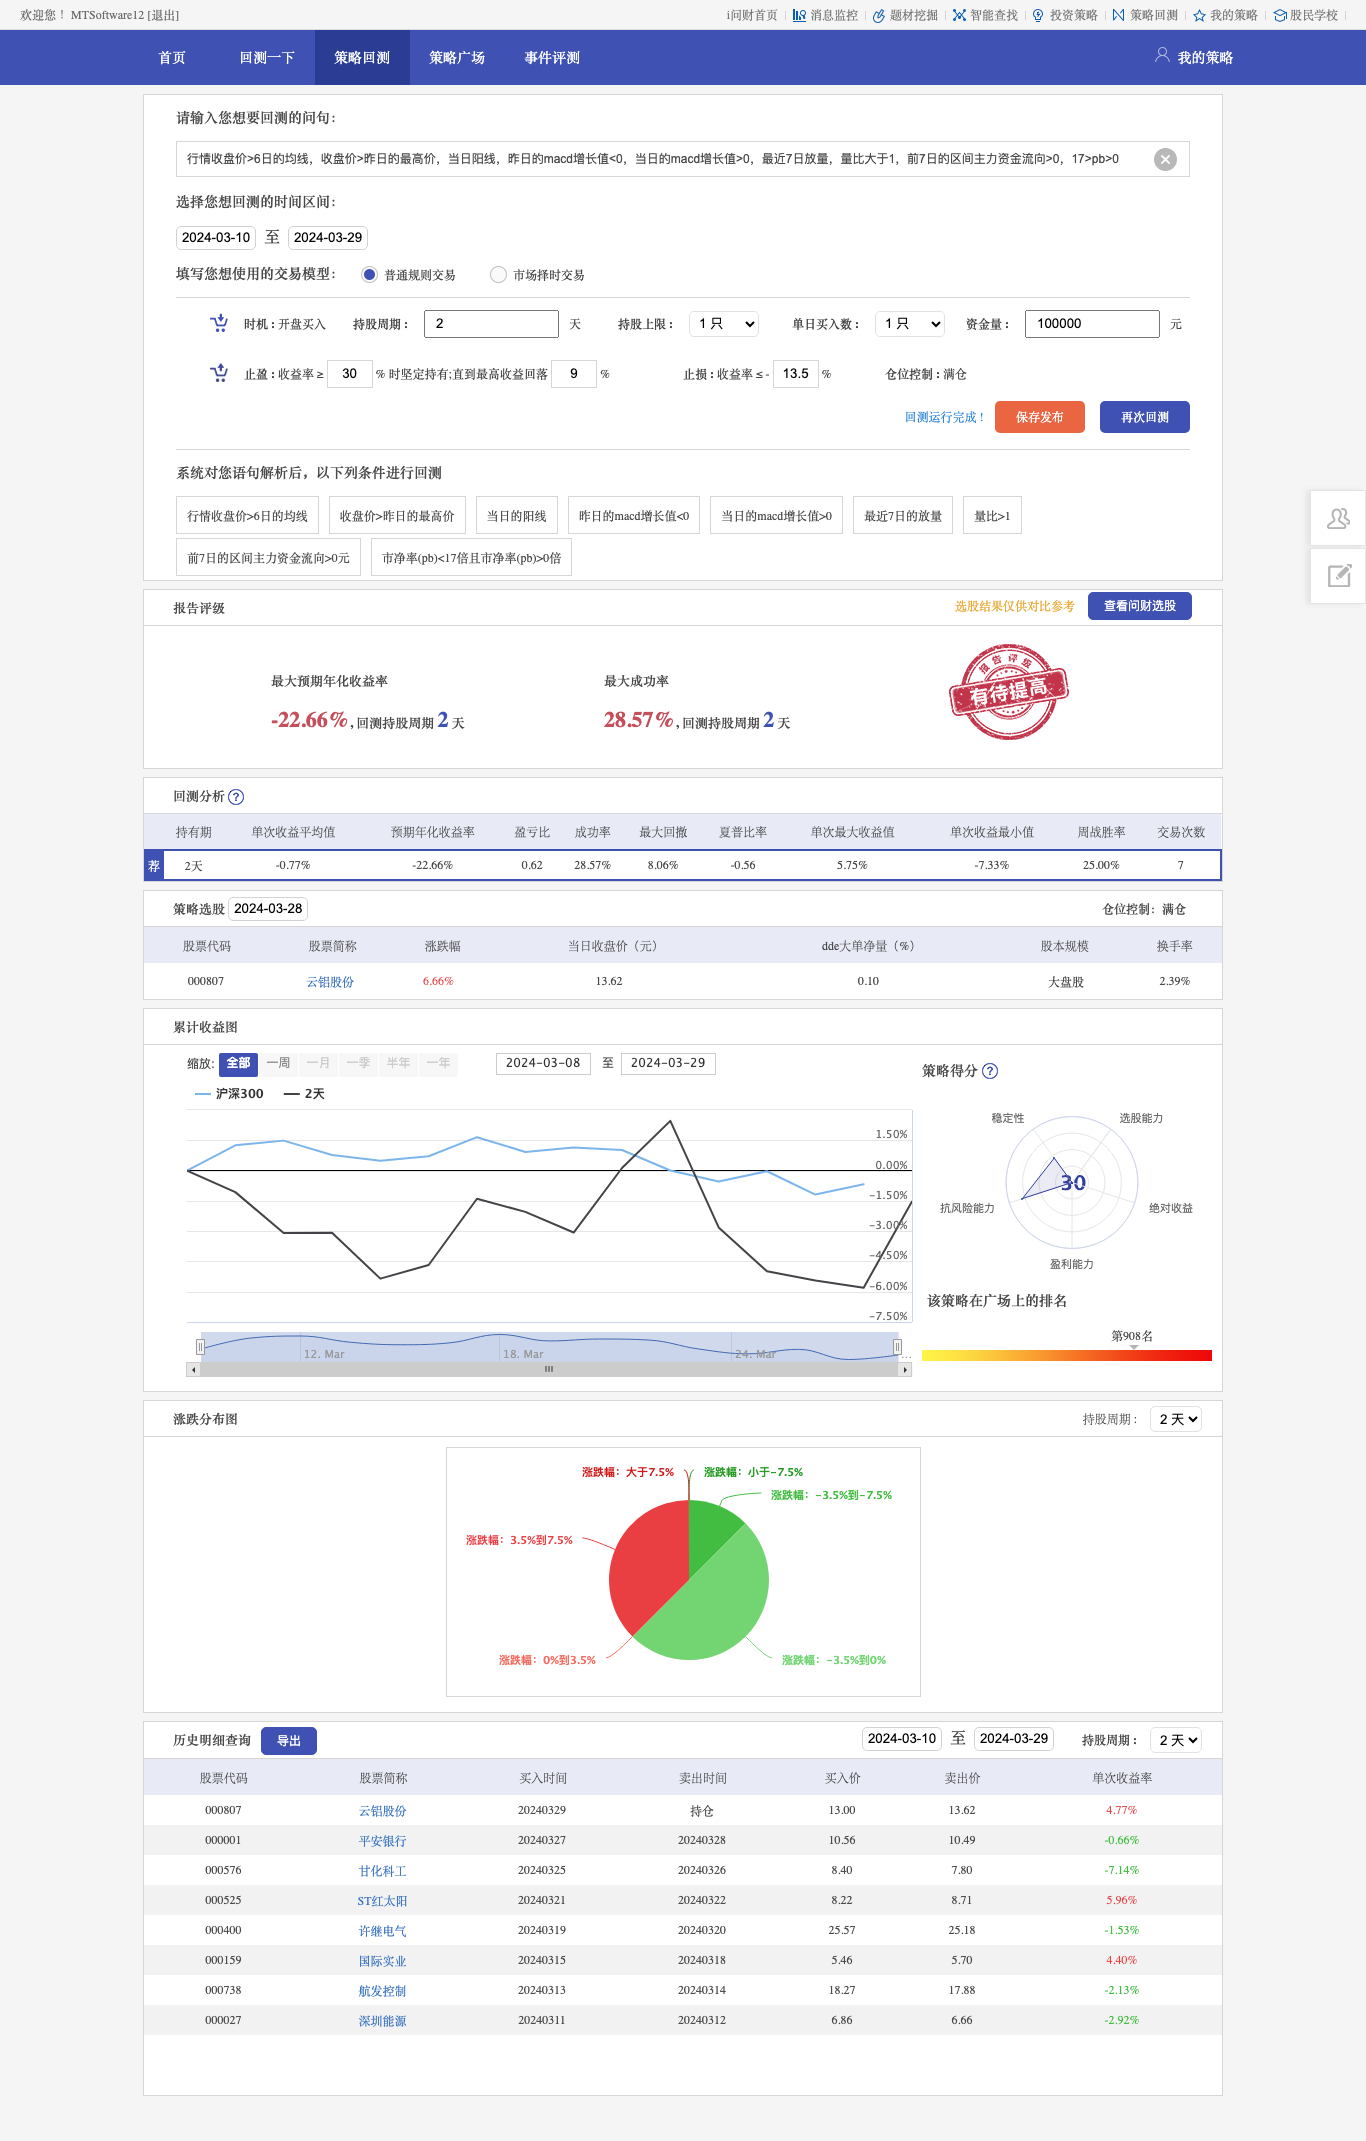 欢迎您！ MTSoftware12 [退出]
i问财首页 消息监控 题材挖掘 智能查找 投资策略 策略回测 我的策略 股民学校
首页 回测一下 策略回测 策略广场 事件评测 我的策略
请输入您想要回测的问句：
行情收盘价>6日的均线，收盘价>昨日的最高价，当日阳线，昨日的macd增长值<0，当日的macd增长值>0，最近7日放量，量比大于1，前7日的区间主力资金流向>0，17>pb>0
选择您想回测的时间区间：
2024-03-10 至 2024-03-29
填写您想使用的交易模型： 普通规则交易 市场择时交易
时机：开盘买入 持股周期： 2 天 持股上限： 1 只 单日买入数： 1 只 资金量： 100000 元
止盈：收益率 ≥ 30 % 时坚定持有;直到最高收益回落 9 % 止损：收益率 ≤ - 13.5 % 仓位控制：满仓
回测运行完成！ 保存发布 再次回测
系统对您语句解析后，以下列条件进行回测
行情收盘价>6日的均线 收盘价>昨日的最高价 当日的阳线 昨日的macd增长值<0 当日的macd增长值>0 最近7日的放量 量比>1
前7日的区间主力资金流向>0元 市净率(pb)<17倍且市净率(pb)>0倍
报告评级 选股结果仅供对比参考 查看问财选股
最大预期年化收益率 最大成功率
-22.66% , 回测持股周期 2 天 28.57% , 回测持股周期 2 天
报告评级
有待提高
回测分析 ?
持有期 单次收益平均值 预期年化收益率 盈亏比 成功率 最大回撤 夏普比率 单次最大收益值 单次收益最小值 周战胜率 交易次数
荐 2天 -0.77% -22.66% 0.62 28.57% 8.06% -0.56 5.75% -7.33% 25.00% 7
策略选股 2024-03-28 仓位控制：满仓
股票代码 股票简称 涨跌幅 当日收盘价（元） dde大单净量（%） 股本规模 换手率
000807 云铝股份 6.66% 13.62 0.10 大盘股 2.39%
累计收益图
缩放: 全部 一周 一月 一季 半年 一年 2024-03-08 至 2024-03-29
沪深300 2天
1.50%
0.00%
-1.50%
-3.00%
-4.50%
-6.00%
-7.50%
12. Mar 18. Mar 24. Mar ...
策略得分 ?
稳定性 选股能力
30
抗风险能力 绝对收益
盈利能力
该策略在广场上的排名
第908名
涨跌分布图 持股周期： 2 天
涨跌幅：大于7.5% 涨跌幅：小于-7.5%
涨跌幅：-3.5%到-7.5%
涨跌幅：3.5%到7.5%
涨跌幅：0%到3.5% 涨跌幅：-3.5%到0%
历史明细查询 导出 2024-03-10 至 2024-03-29 持股周期： 2 天
股票代码 股票简称 买入时间 卖出时间 买入价 卖出价 单次收益率
000807 云铝股份 20240329 持仓 13.00 13.62 4.77%
000001 平安银行 20240327 20240328 10.56 10.49 -0.66%
000576 甘化科工 20240325 20240326 8.40 7.80 -7.14%
000525 ST红太阳 20240321 20240322 8.22 8.71 5.96%
000400 许继电气 20240319 20240320 25.57 25.18 -1.53%
000159 国际实业 20240315 20240318 5.46 5.70 4.40%
000738 航发控制 20240313 20240314 18.27 17.88 -2.13%
000027 深圳能源 20240311 20240312 6.86 6.66 -2.92%